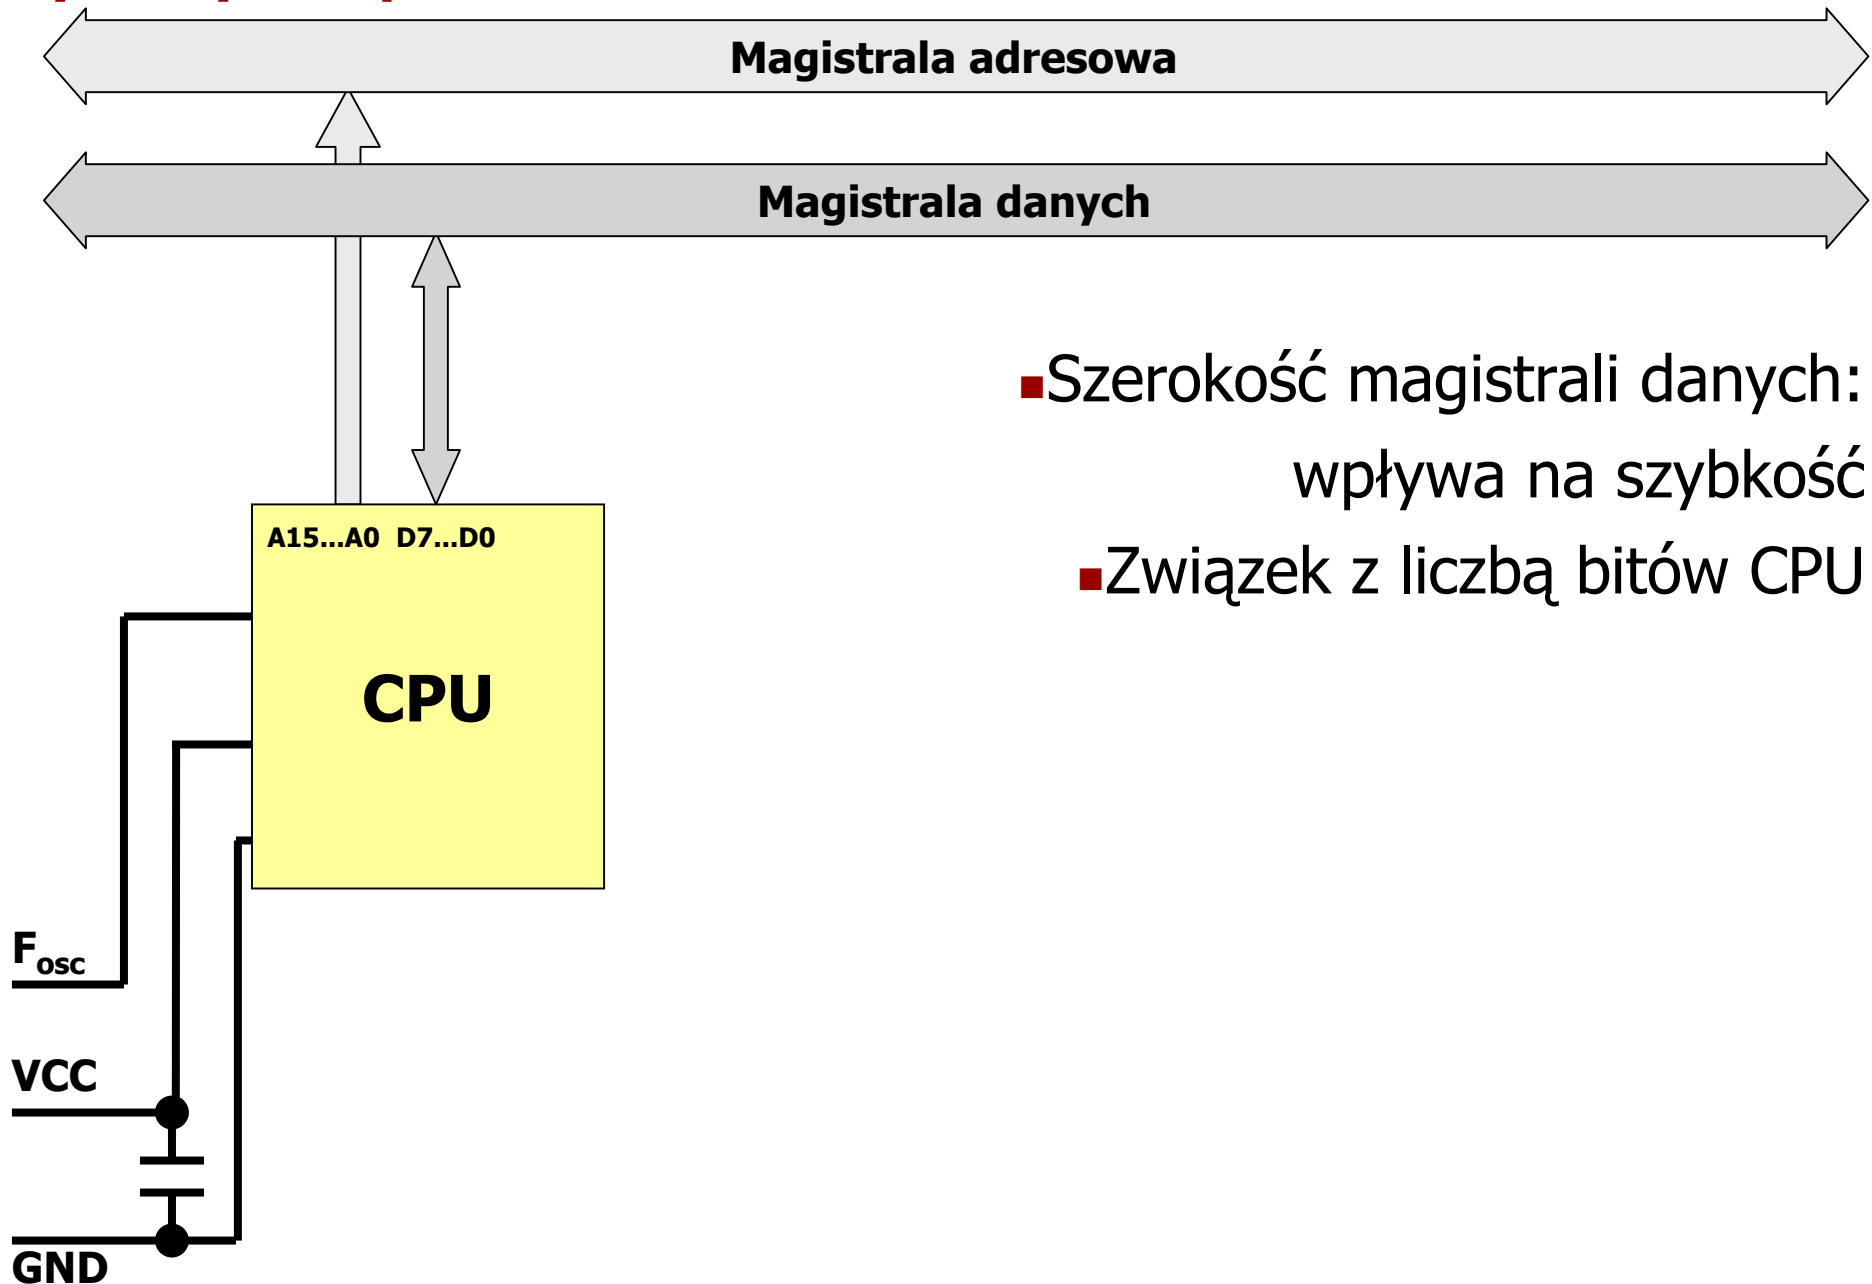 Magistrala adresowa
Magistrala danych
▪Szerokość magistrali danych:
wpływa na szybkość
▪Związek z liczbą bitów CPU
A15...A0 D7...D0
CPU
Fosc
VCC
GND